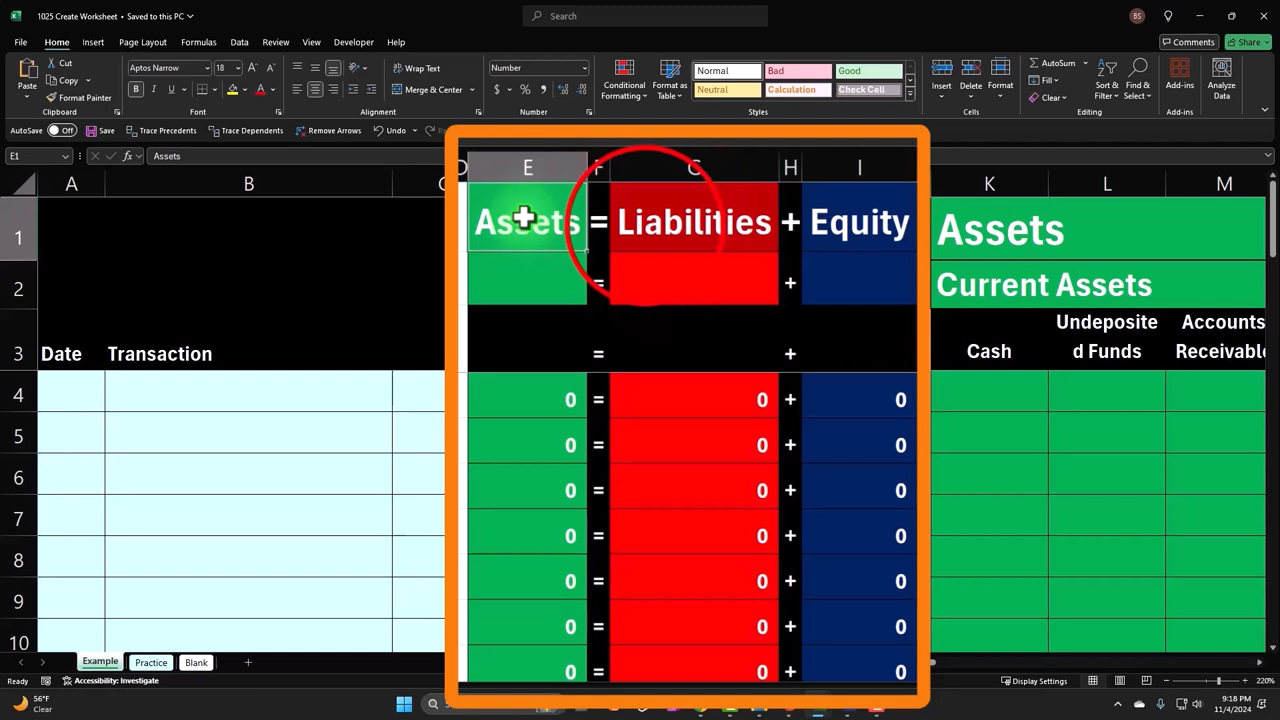 1025 Create Worksheet • Saved to this PC
Search
BS
File Home Insert Page Layout Formulas Data Review View Developer Help
Comments Share
Cut
Copy
Format Painter
Paste
Clipboard
Aptos Narrow 18
B I U
Font
Wrap Text
Merge & Center
Alignment
Number
$ % 9
Number
Conditional Formatting
Format as Table
Normal Bad Good
Neutral Calculation Check Cell
Styles
Insert Delete Format
Cells
AutoSum
Fill
Clear
Sort & Filter
Find & Select
Editing
Add-ins
Add-ins
Analyze Data
AutoSave Off Save Trace Precedents Trace Dependents Remove Arrows Undo
E1 fx Assets
A B C D E F G H I K L M
1 Assets = Liabilities + Equity Assets
2 = + Current Assets
3 Date Transaction = + Cash Undeposite d Funds Accounts Receivable
4 0 = 0 + 0
5 0 = 0 + 0
6 0 = 0 + 0
7 0 = 0 + 0
8 0 = 0 + 0
9 0 = 0 + 0
10 0 = 0 + 0
Example Practice Blank
Ready Accessibility: Investigate Display Settings 220%
56°F
Clear
9:18 PM
11/4/2024